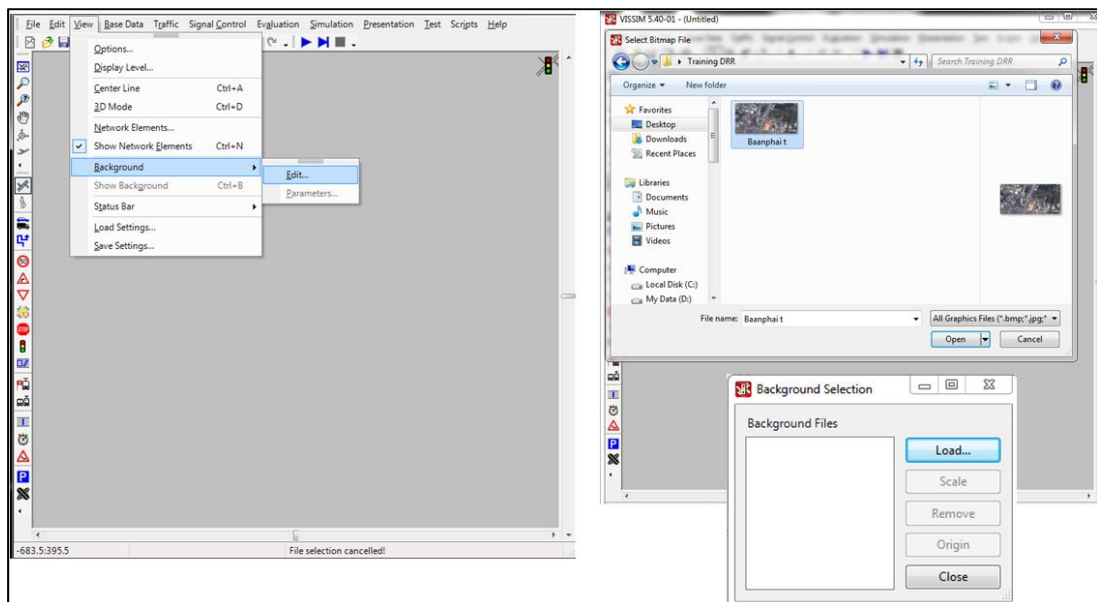 File Edit View Base Data Traffic Signal Control Evaluation Simulation Presentation Test Scripts Help
Options...
Display Level...
Center Line Ctrl+A
3D Mode Ctrl+D
Network Elements...
Show Network Elements Ctrl+N
Background
Show Background Ctrl+B
Status Bar
Load Settings...
Save Settings...
Edit...
Parameters...
50
STOP
P
-683.5:395.5 File selection cancelled!
VISSIM 5.40-01 - (Untitled)
Select Bitmap File
Training DRR Search Training DRR
Organize New folder
Favorites
Desktop
Downloads
Recent Places
Libraries
Documents
Music
Pictures
Videos
Computer
Local Disk (C:)
My Data (D:)
Baanphai t
File name: Baanphai t All Graphics Files (*.bmp;*.jpg;*
Open Cancel
P
Background Selection
Background Files
Load...
Scale
Remove
Origin
Close